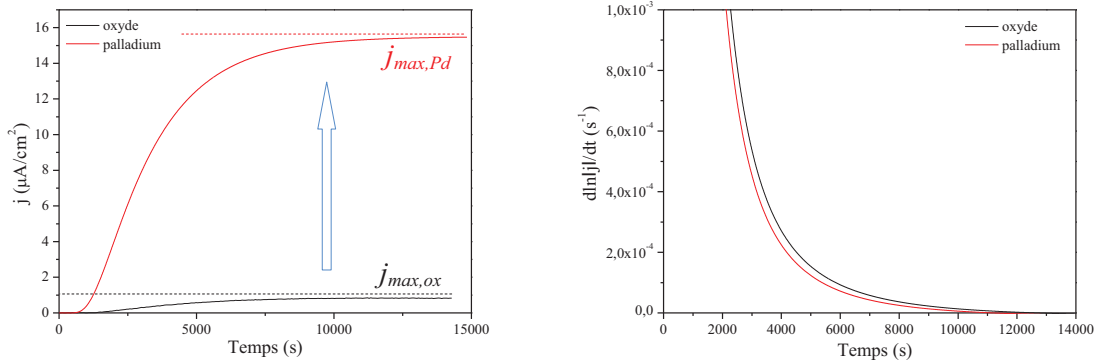 16
14
12
10
8
6
4
2
0
j (µA/cm²)
oxyde
palladium
j_max,Pd
j_max,ox
0
5000
10000
15000
Temps (s)
1,0x10⁻³
8,0x10⁻⁴
6,0x10⁻⁴
4,0x10⁻⁴
2,0x10⁻⁴
0,0
dln|j|/dt (s⁻¹)
oxyde
palladium
0
2000
4000
6000
8000
10000
12000
14000
Temps (s)